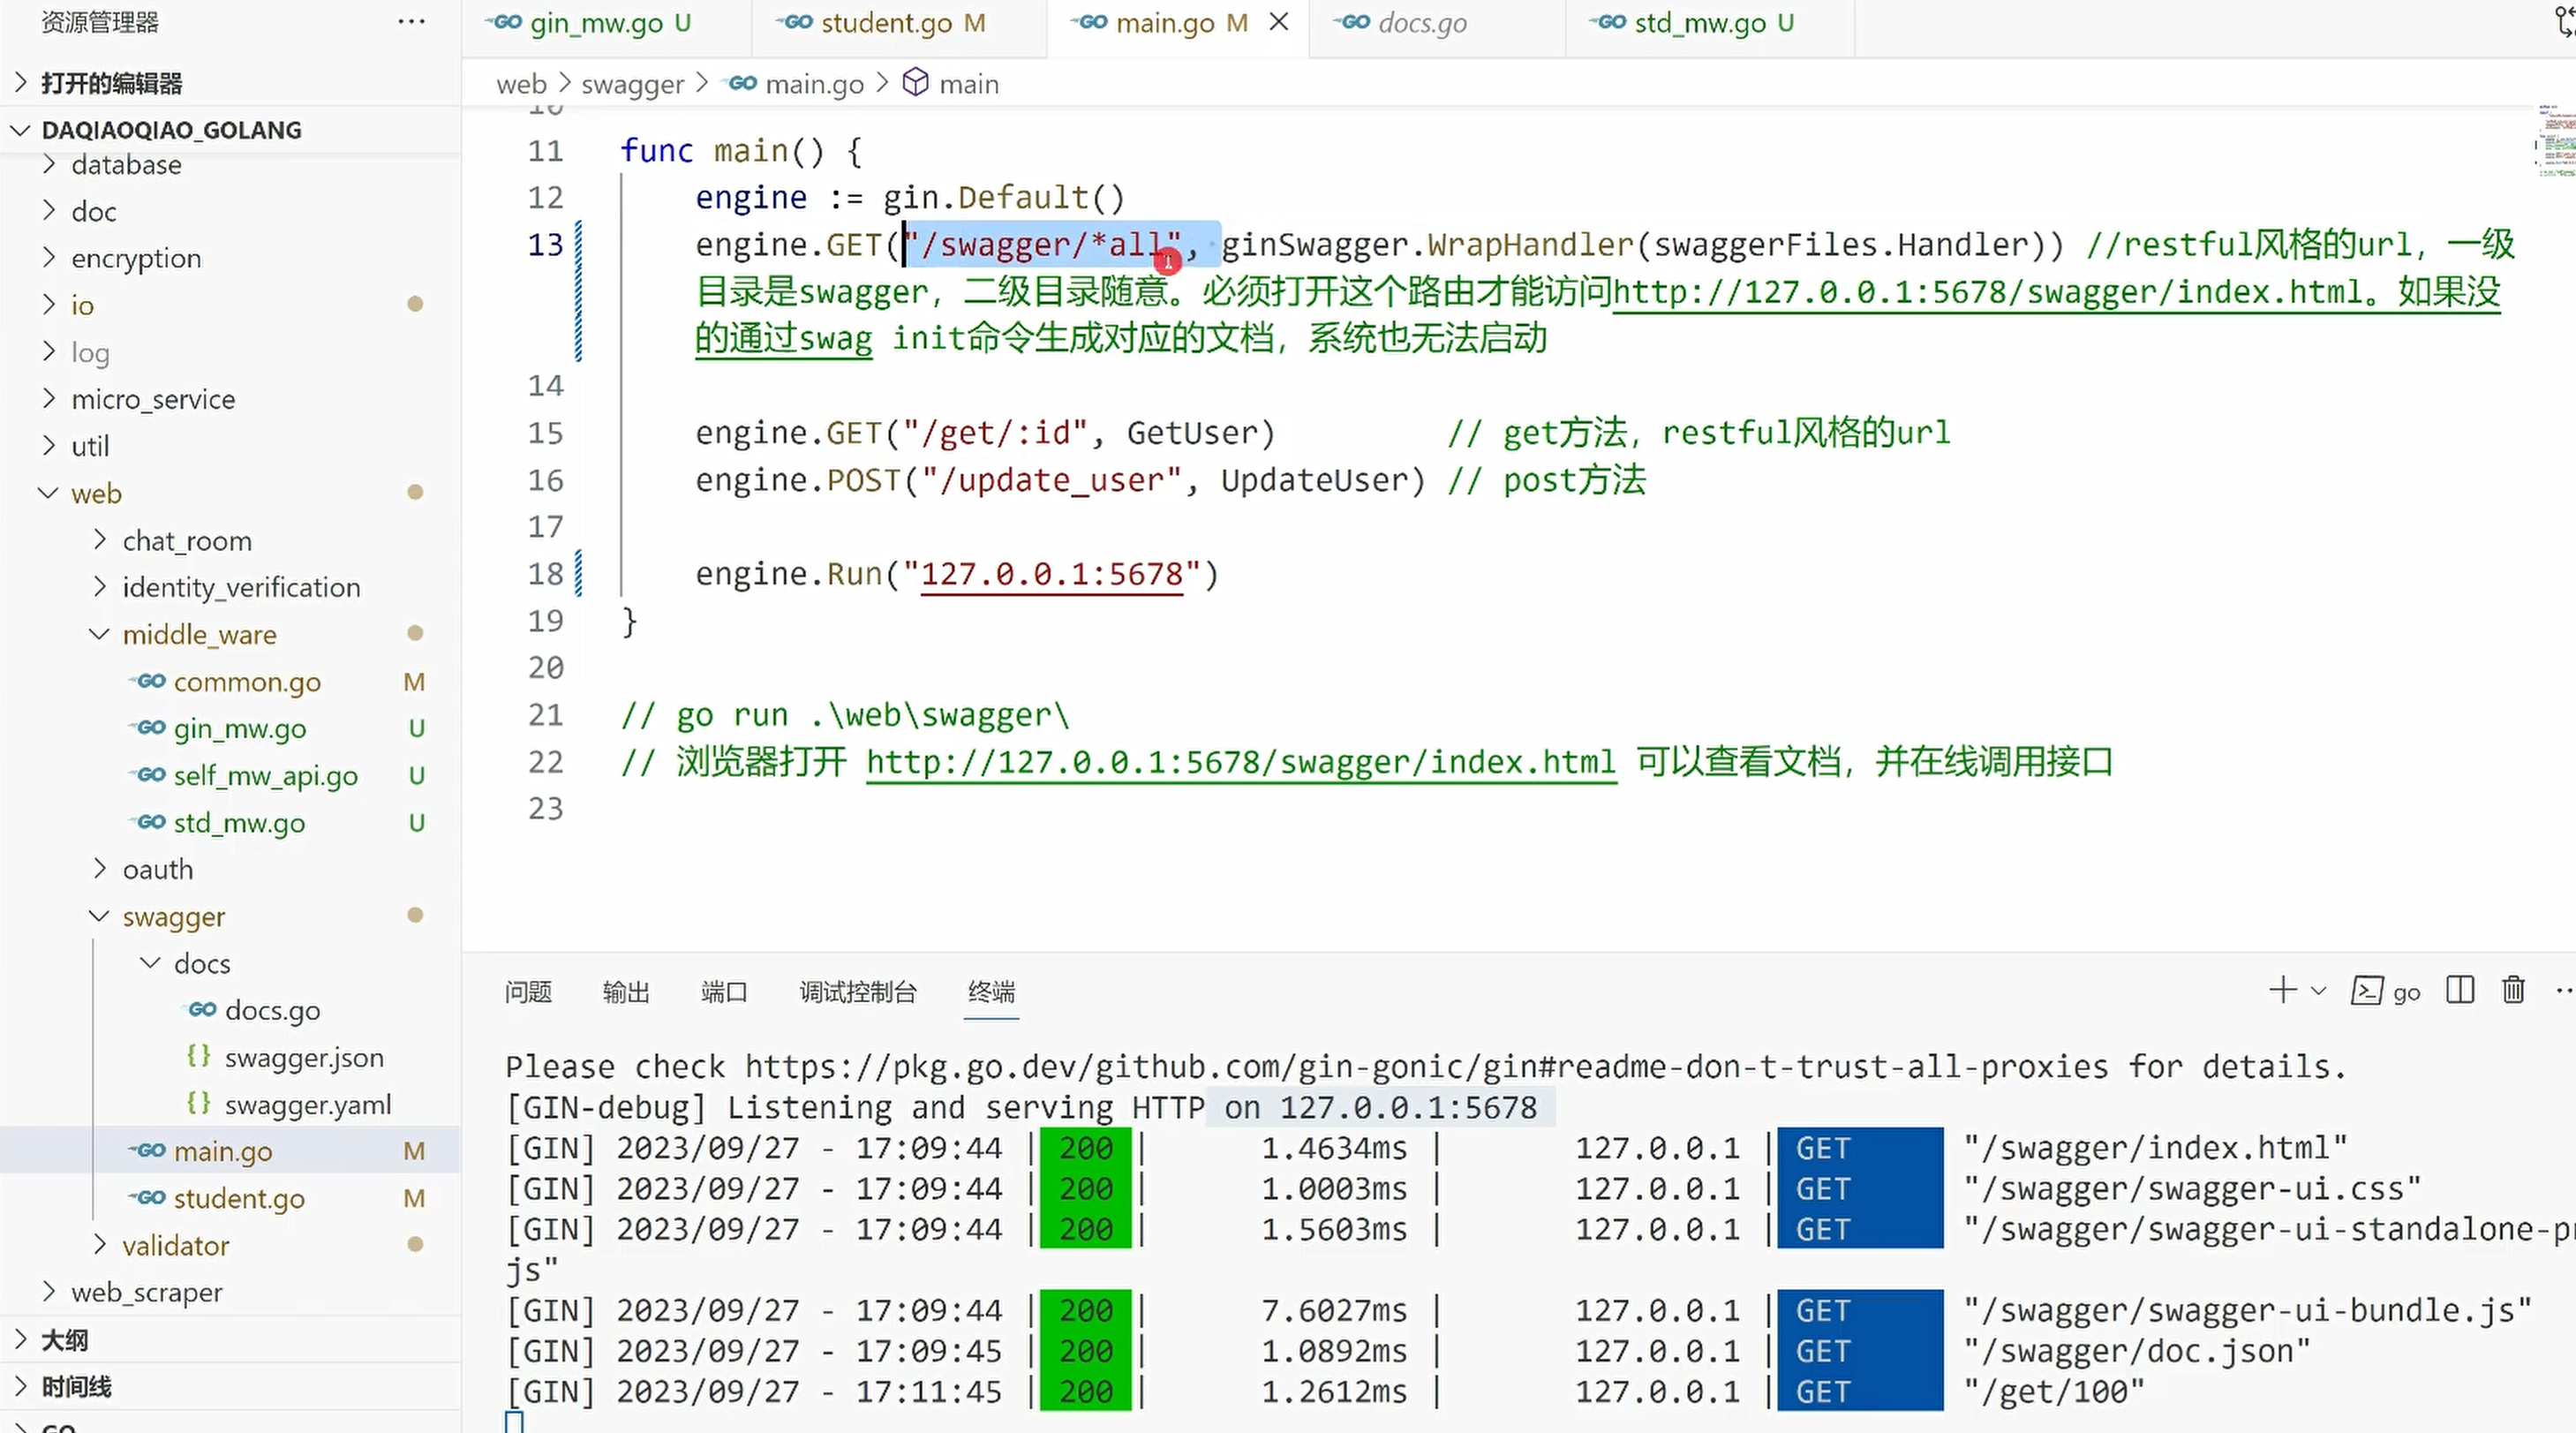 资源管理器
gin_mw.go U
student.go M
main.go M
docs.go
std_mw.go U
打开的编辑器
web > swagger > main.go > main
DAQIAOQIAO_GOLANG
database
doc
encryption
io
log
micro_service
util
web
chat_room
identity_verification
middle_ware
common.go M
gin_mw.go U
self_mw_api.go U
std_mw.go U
oauth
swagger
docs
docs.go
swagger.json
swagger.yaml
main.go M
student.go M
validator
web_scraper
大纲
时间线
GO
10
11 func main() {
12 engine := gin.Default()
13 engine.GET("/swagger/*all", ginSwagger.WrapHandler(swaggerFiles.Handler)) //restful风格的url，一级
目录是swagger，二级目录随意。必须打开这个路由才能访问http://127.0.0.1:5678/swagger/index.html。如果没
的通过swag init命令生成对应的文档，系统也无法启动
14
15 engine.GET("/get/:id", GetUser) // get方法，restful风格的url
16 engine.POST("/update_user", UpdateUser) // post方法
17
18 engine.Run("127.0.0.1:5678")
19 }
20
21 // go run .\web\swagger\
22 // 浏览器打开 http://127.0.0.1:5678/swagger/index.html 可以查看文档，并在线调用接口
23
问题 输出 端口 调试控制台 终端
go
Please check https://pkg.go.dev/github.com/gin-gonic/gin#readme-don-t-trust-all-proxies for details.
[GIN-debug] Listening and serving HTTP on 127.0.0.1:5678
[GIN] 2023/09/27 - 17:09:44 | 200 | 1.4634ms | 127.0.0.1 | GET "/swagger/index.html"
[GIN] 2023/09/27 - 17:09:44 | 200 | 1.0003ms | 127.0.0.1 | GET "/swagger/swagger-ui.css"
[GIN] 2023/09/27 - 17:09:44 | 200 | 1.5603ms | 127.0.0.1 | GET "/swagger/swagger-ui-standalone-p
js"
[GIN] 2023/09/27 - 17:09:44 | 200 | 7.6027ms | 127.0.0.1 | GET "/swagger/swagger-ui-bundle.js"
[GIN] 2023/09/27 - 17:09:45 | 200 | 1.0892ms | 127.0.0.1 | GET "/swagger/doc.json"
[GIN] 2023/09/27 - 17:11:45 | 200 | 1.2612ms | 127.0.0.1 | GET "/get/100"